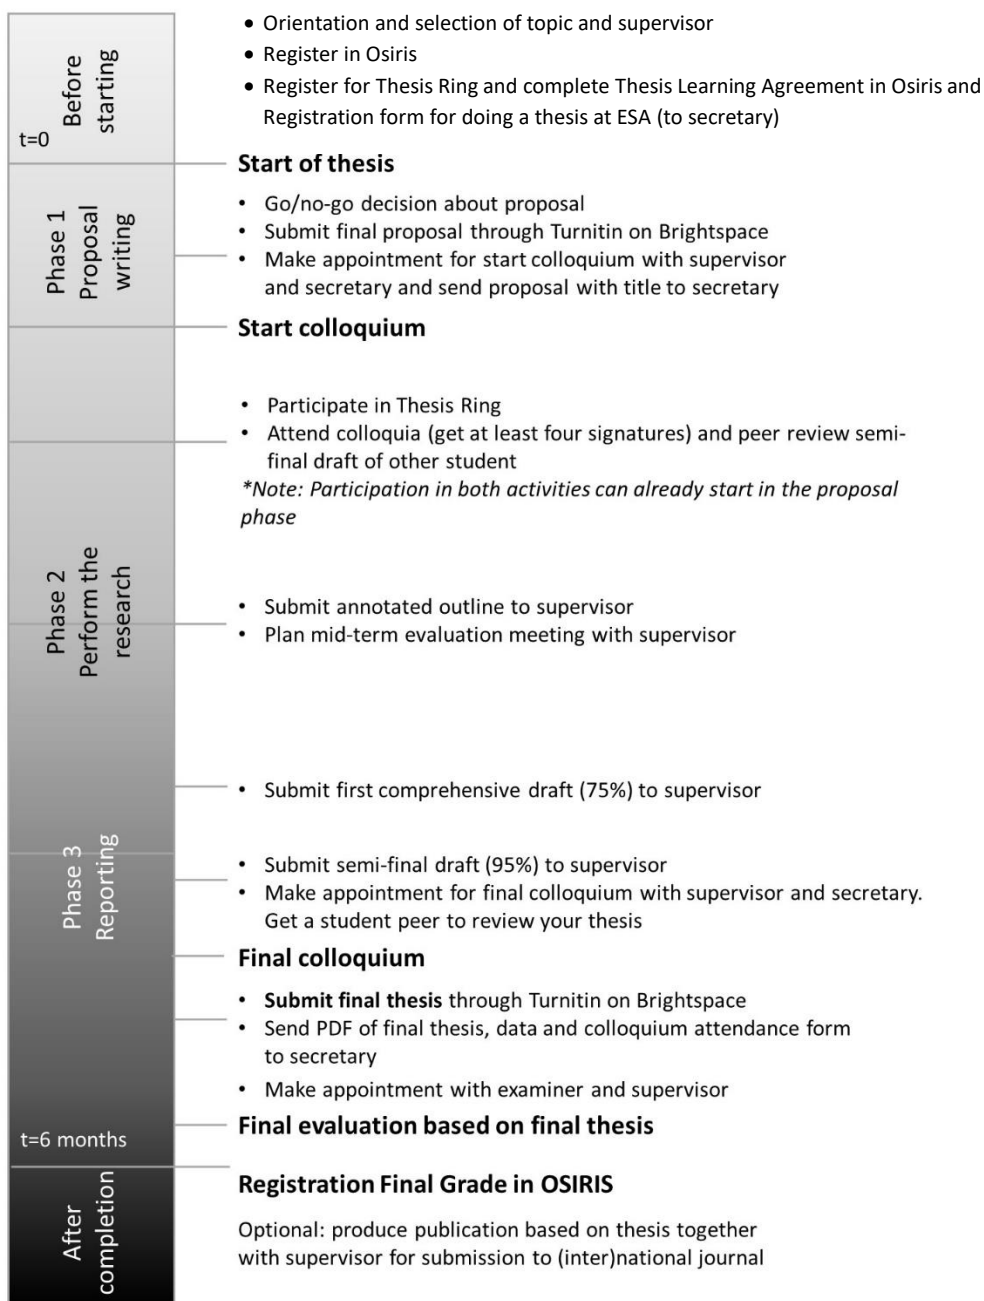 Before
starting
t=0
• Orientation and selection of topic and supervisor
• Register in Osiris
• Register for Thesis Ring and complete Thesis Learning Agreement in Osiris and
Registration form for doing a thesis at ESA (to secretary)
Start of thesis
Phase 1
Proposal
writing
• Go/no-go decision about proposal
• Submit final proposal through Turnitin on Brightspace
• Make appointment for start colloquium with supervisor
and secretary and send proposal with title to secretary
Start colloquium
Phase 2
Perform the
research
• Participate in Thesis Ring
• Attend colloquia (get at least four signatures) and peer review semi-
final draft of other student
*Note: Participation in both activities can already start in the proposal
phase
• Submit annotated outline to supervisor
• Plan mid-term evaluation meeting with supervisor
Phase 3
Reporting
• Submit first comprehensive draft (75%) to supervisor
• Submit semi-final draft (95%) to supervisor
• Make appointment for final colloquium with supervisor and secretary.
Get a student peer to review your thesis
Final colloquium
• Submit final thesis through Turnitin on Brightspace
• Send PDF of final thesis, data and colloquium attendance form
to secretary
• Make appointment with examiner and supervisor
Final evaluation based on final thesis
t=6 months
After
completion
Registration Final Grade in OSIRIS
Optional: produce publication based on thesis together
with supervisor for submission to (inter)national journal